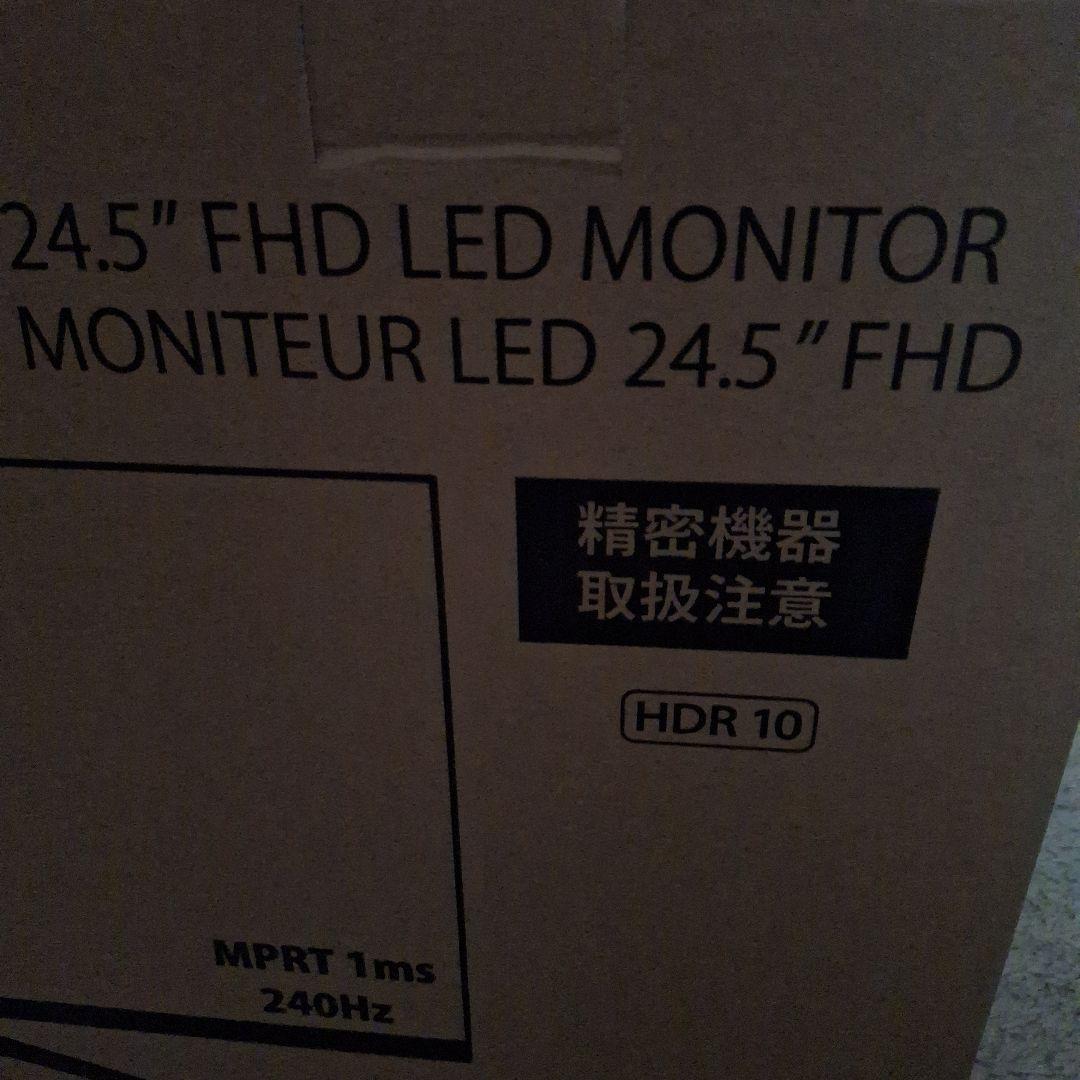 24.5" FHD LED MONITOR
MONITEUR LED 24.5" FHD
精密機器
取扱注意
HDR 10
MPRT 1ms
240Hz